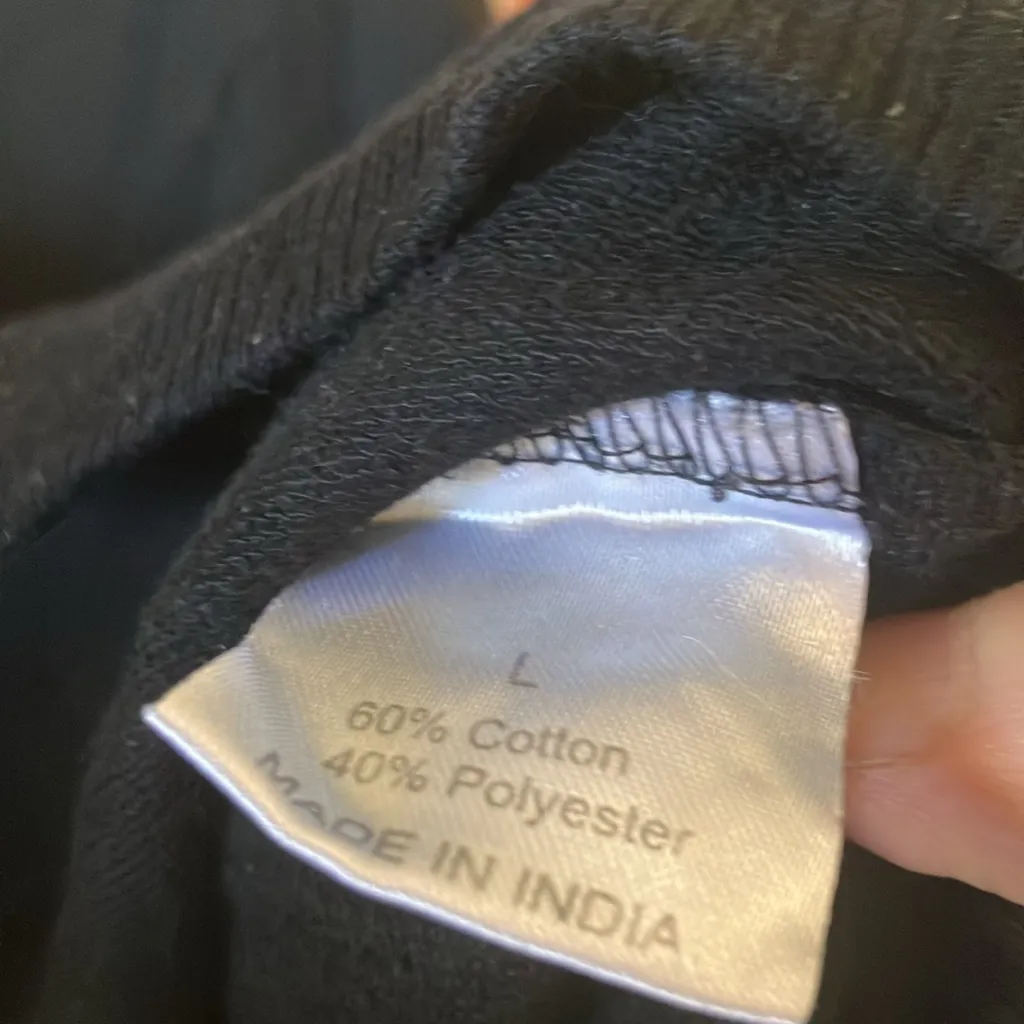 L
60% Cotton
40% Polyester
MADE IN INDIA